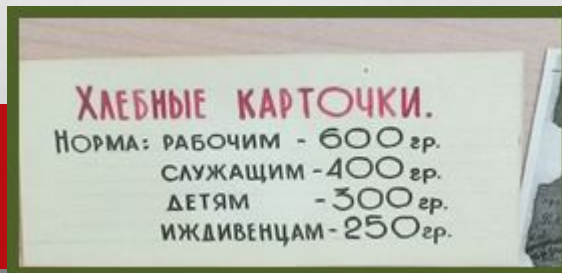 ХЛЕБНЫЕ КАРТОЧКИ.
НОРМА: РАБОЧИМ - 600 гр.
СЛУЖАЩИМ - 400 гр.
ДЕТЯМ - 300 гр.
ИЖДИВЕНЦАМ - 250 гр.